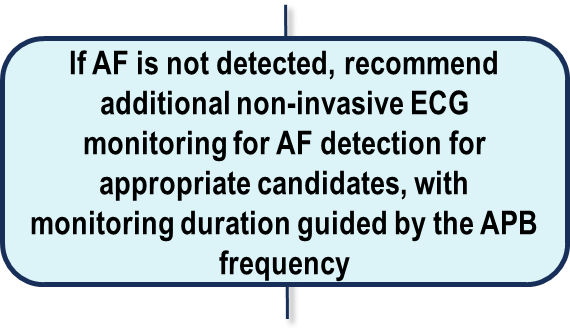 If AF is not detected, recommend
additional non-invasive ECG
monitoring for AF detection for
appropriate candidates, with
monitoring duration guided by the APB
frequency